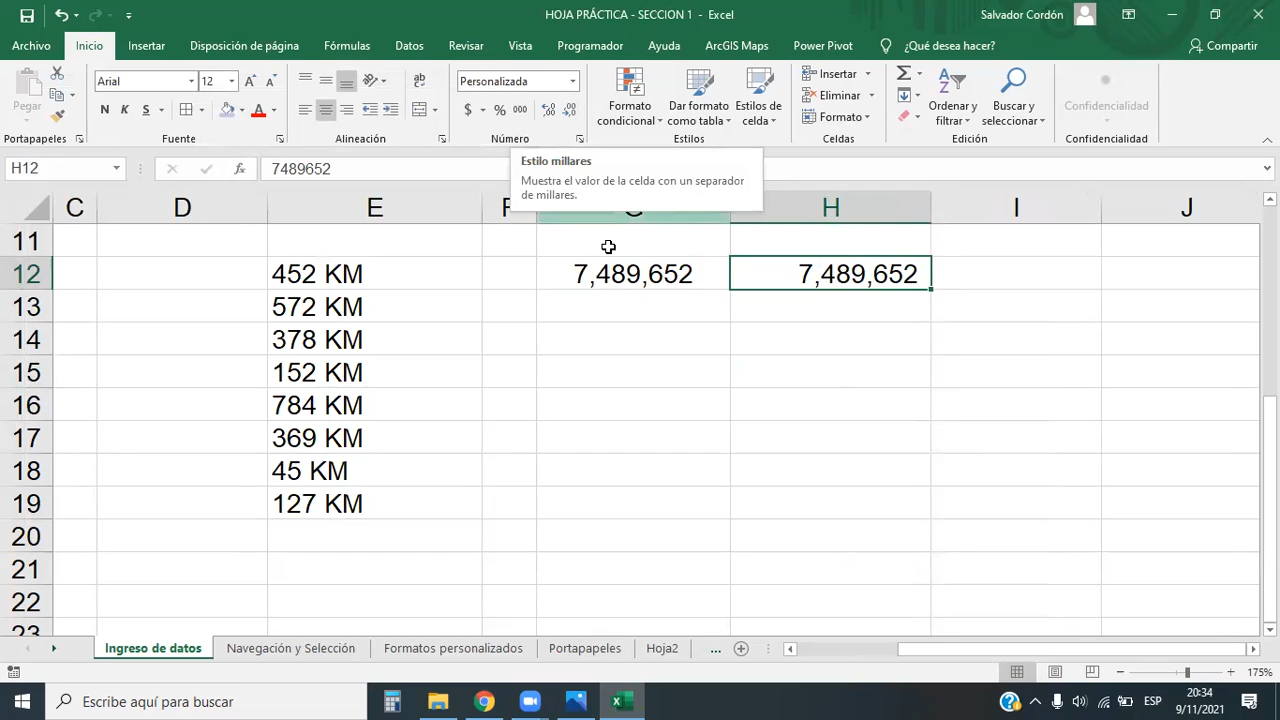 HOJA PRÁCTICA - SECCION 1 - Excel
Salvador Cordón
Archivo Inicio Insertar Disposición de página Fórmulas Datos Revisar Vista Programador Ayuda ArcGIS Maps Power Pivot ¿Qué desea hacer? Compartir
Pegar
Portapapeles
Arial 12
N K S
Fuente
Alineación
Personalizada
$ % 000
Número
Formato condicional
Dar formato como tabla
Estilos de celda
Estilos
Insertar
Eliminar
Formato
Celdas
Ordenar y filtrar
Buscar y seleccionar
Edición
Confidencialidad
Confidencialidad
H12 fx 7489652
Estilo millares
Muestra el valor de la celda con un separador
de millares.
C D E F G H I J
11
12 452 KM 7,489,652 7,489,652
13 572 KM
14 378 KM
15 152 KM
16 784 KM
17 369 KM
18 45 KM
19 127 KM
20
21
22
23
Ingreso de datos Navegación y Selección Formatos personalizados Portapapeles Hoja2 ...
175%
Escribe aquí para buscar
ESP
20:34
9/11/2021